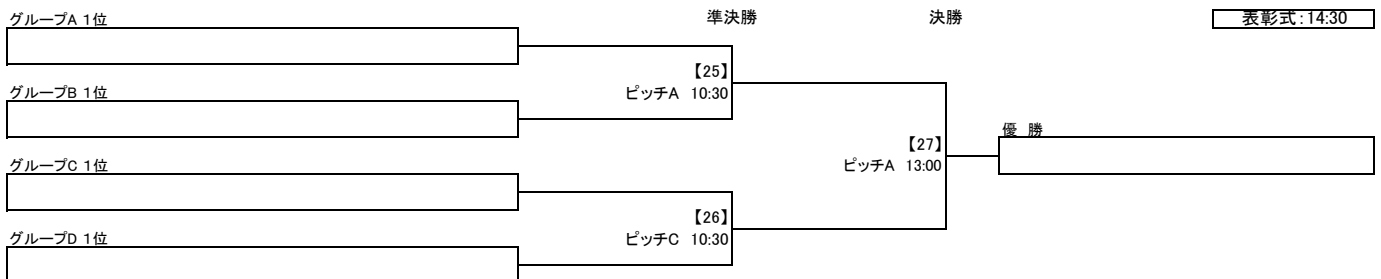 グループA 1位
準決勝
決勝
表彰式:14:30
【25】
ピッチA 10:30
グループB 1位
優 勝
【27】
ピッチA 13:00
グループC 1位
【26】
ピッチC 10:30
グループD 1位